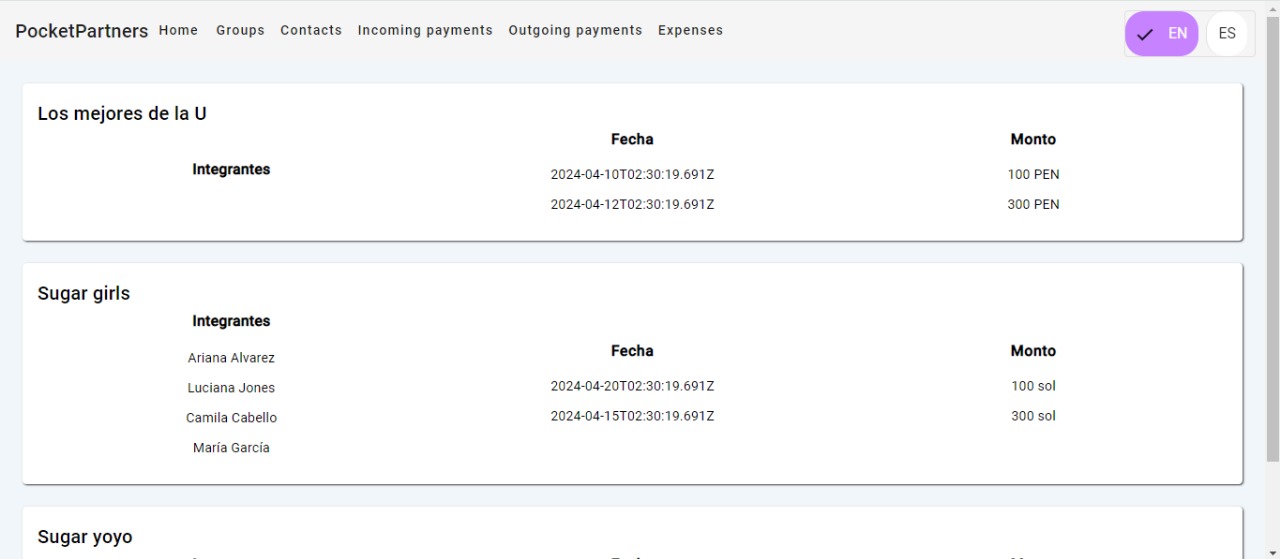 PocketPartners Home Groups Contacts Incoming payments Outgoing payments Expenses EN ES
Los mejores de la U
Fecha Monto
Integrantes
2024-04-10T02:30:19.691Z 100 PEN
2024-04-12T02:30:19.691Z 300 PEN
Sugar girls
Integrantes
Fecha Monto
Ariana Alvarez
2024-04-20T02:30:19.691Z 100 sol
Luciana Jones
2024-04-15T02:30:19.691Z 300 sol
Camila Cabello
María García
Sugar yoyo